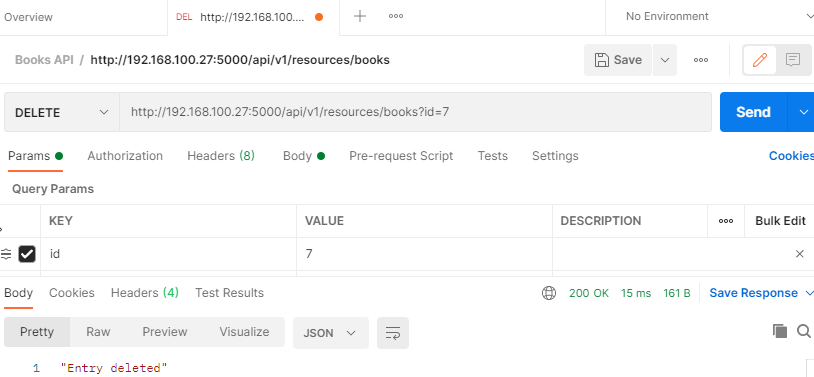 Overview DEL http://192.168.100.... No Environment
Books API / http://192.168.100.27:5000/api/v1/resources/books Save
DELETE http://192.168.100.27:5000/api/v1/resources/books?id=7 Send
Params Authorization Headers (8) Body Pre-request Script Tests Settings Cookies
Query Params
KEY VALUE DESCRIPTION Bulk Edit
id 7
Body Cookies Headers (4) Test Results 200 OK 15 ms 161 B Save Response
Pretty Raw Preview Visualize JSON
1 "Entry deleted"